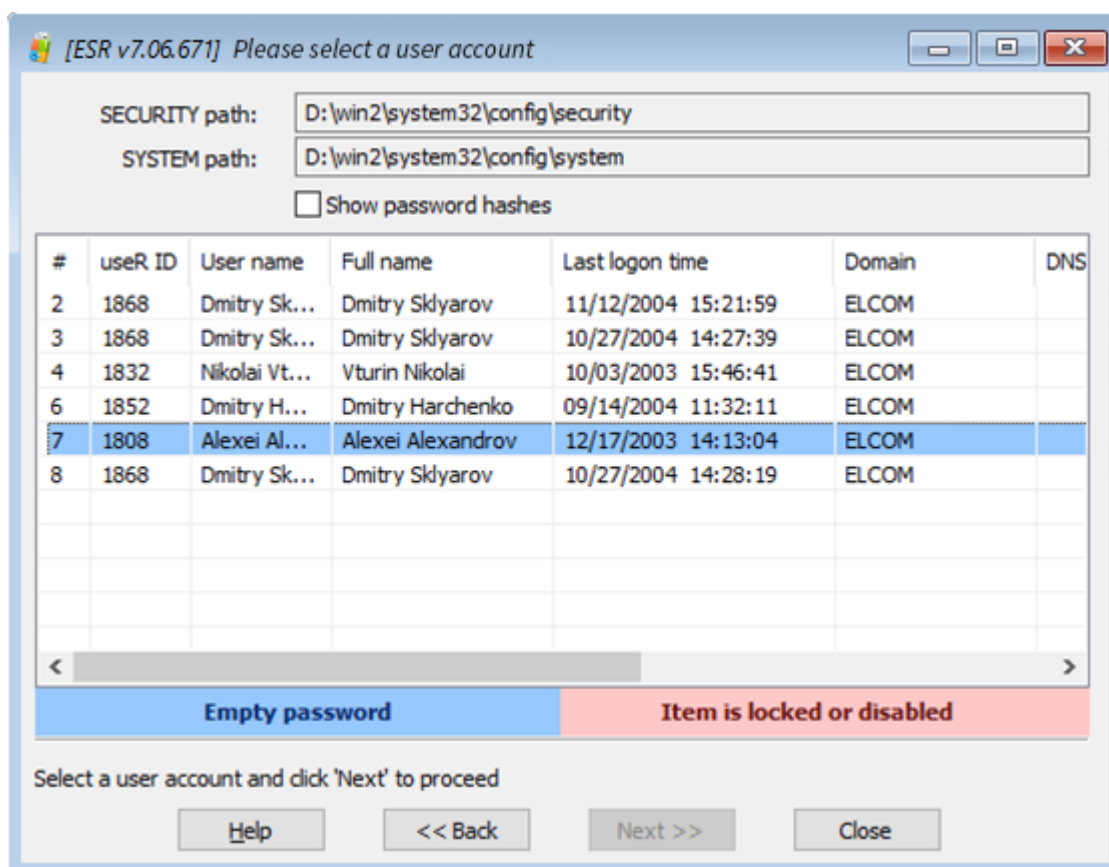 [ESR v7.06.671] Please select a user account
SECURITY path: D:\win2\system32\config\security
SYSTEM path: D:\win2\system32\config\system
Show password hashes
# useR ID User name Full name Last logon time Domain DNS
2 1868 Dmitry Sk... Dmitry Sklyarov 11/12/2004 15:21:59 ELCOM
3 1868 Dmitry Sk... Dmitry Sklyarov 10/27/2004 14:27:39 ELCOM
4 1832 Nikolai Vt... Vturin Nikolai 10/03/2003 15:46:41 ELCOM
6 1852 Dmitry H... Dmitry Harchenko 09/14/2004 11:32:11 ELCOM
7 1808 Alexei Al... Alexei Alexandrov 12/17/2003 14:13:04 ELCOM
8 1868 Dmitry Sk... Dmitry Sklyarov 10/27/2004 14:28:19 ELCOM
Empty password Item is locked or disabled
Select a user account and click 'Next' to proceed
Help << Back Next >> Close